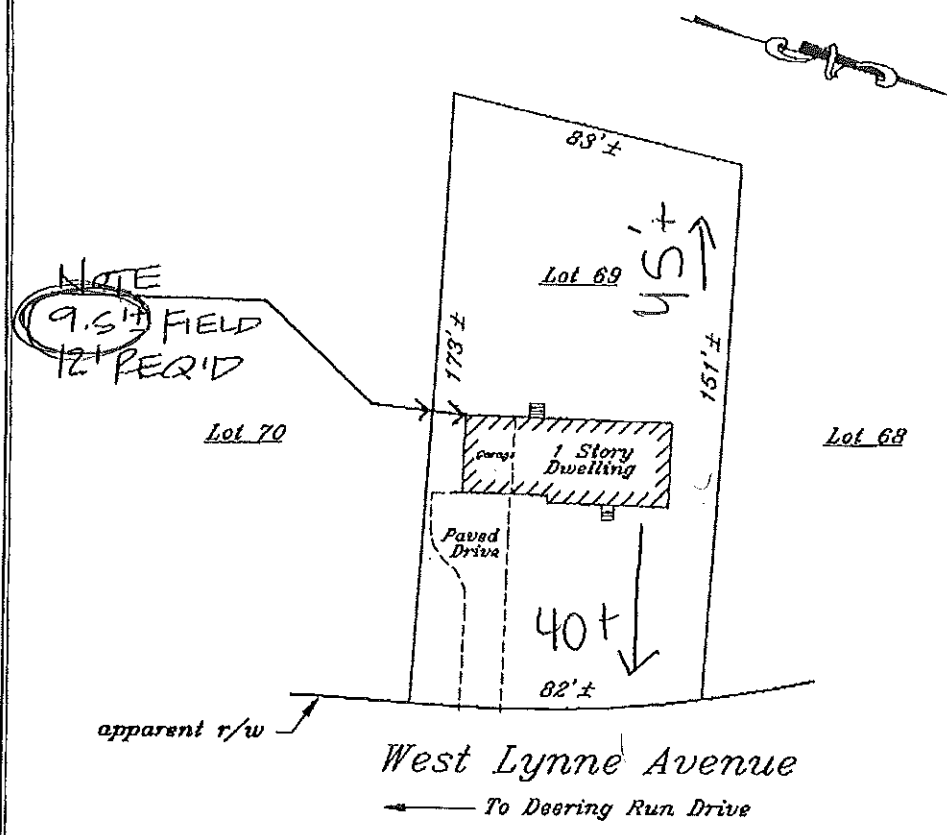 83'±
Lot 69
45'+
NOTE
9.5'± FIELD
12' REQ'D
173'±
151'±
Lot 70
Lot 68
Garage
1 Story
Dwelling
Paved
Drive
40+
82'±
apparent r/w
West Lynne Avenue
To Deering Run Drive